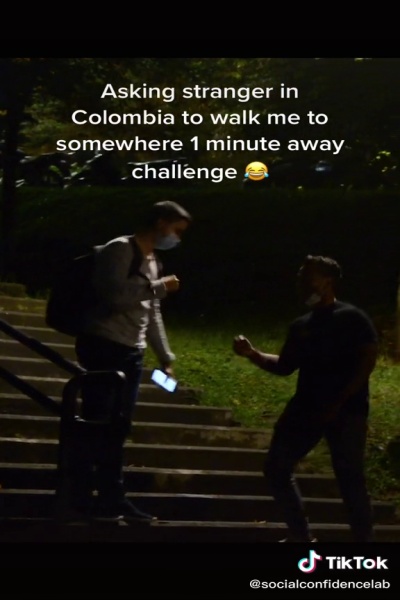 Asking stranger in
Colombia to walk me to
somewhere 1 minute away
challenge 😂
TikTok
@socialconfidencelab